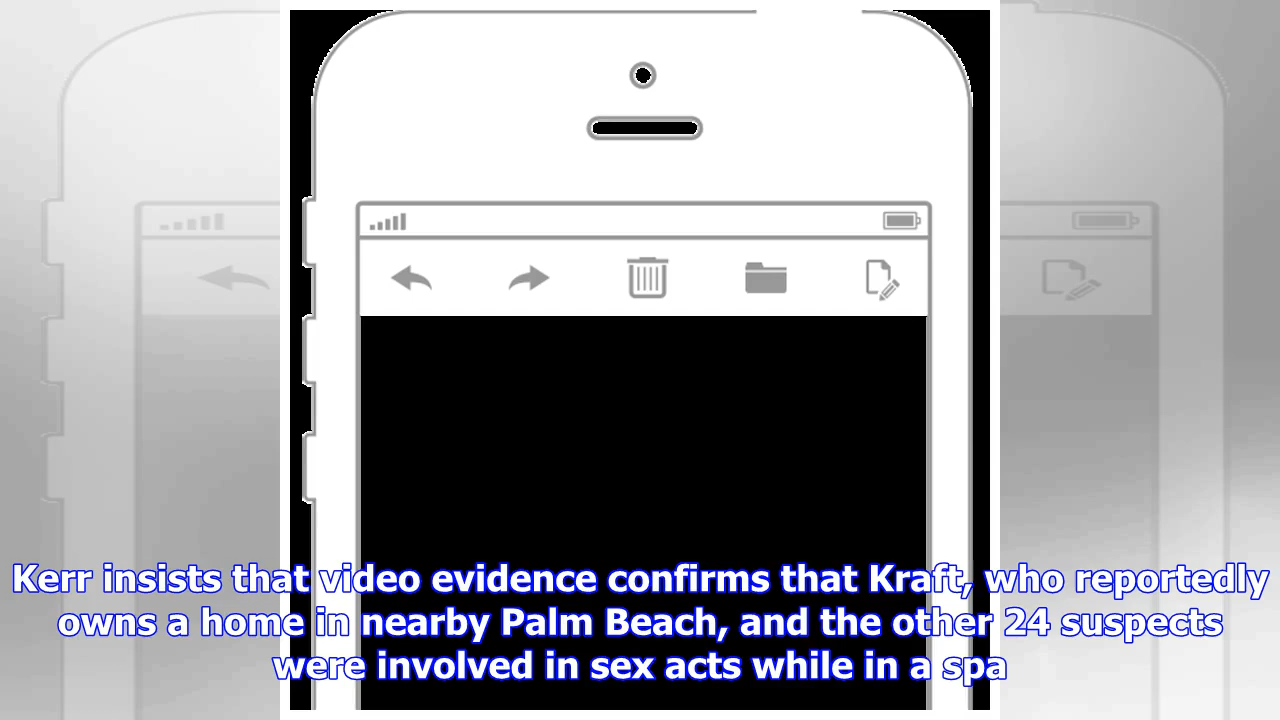 Kerr insists that video evidence confirms that Kraft, who reportedly
owns a home in nearby Palm Beach, and the other 24 suspects
were involved in sex acts while in a spa